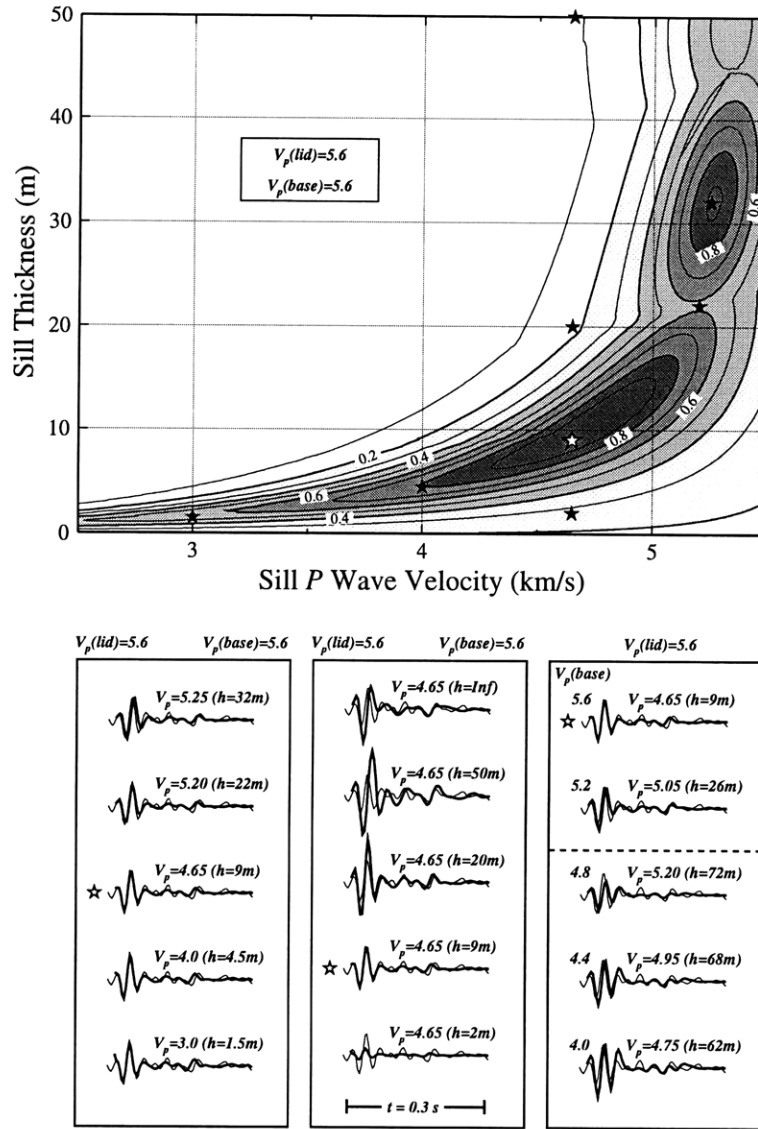 50
40
30
20
10
0
Sill Thickness (m)
V_p(lid)=5.6
V_p(base)=5.6
0.6
0.8
0.6
0.8
0.2
0.4
0.6
0.4
3
4
5
Sill P Wave Velocity (km/s)
V_p(lid)=5.6 V_p(base)=5.6
V_p=5.25 (h=32m)
V_p=5.20 (h=22m)
V_p=4.65 (h=9m)
V_p=4.0 (h=4.5m)
V_p=3.0 (h=1.5m)
V_p(lid)=5.6 V_p(base)=5.6
V_p=4.65 (h=Inf)
V_p=4.65 (h=50m)
V_p=4.65 (h=20m)
V_p=4.65 (h=9m)
V_p=4.65 (h=2m)
t = 0.3 s
V_p(lid)=5.6
V_p(base)
5.6 V_p=4.65 (h=9m)
5.2 V_p=5.05 (h=26m)
4.8 V_p=5.20 (h=72m)
4.4 V_p=4.95 (h=68m)
4.0 V_p=4.75 (h=62m)